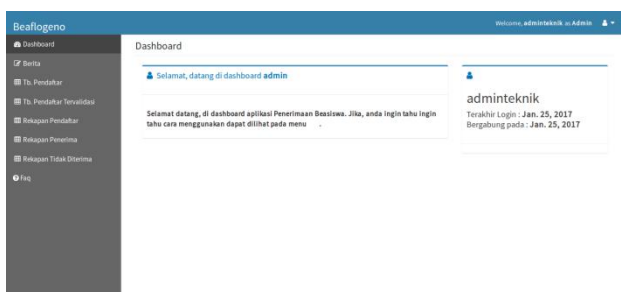 Beaflogeno
Welcome, adminteknik as Admin
Dashboard
Berita
Tb. Pendaftar
Tb. Pendaftar Tervalidasi
Rekapan Pendaftar
Rekapan Penerima
Rekapan Tidak Diterima
Faq
Dashboard
Selamat, datang di dashboard admin
Selamat datang, di dashboard aplikasi Penerimaan Beasiswa. Jika, anda ingin tahu ingin
tahu cara menggunakan dapat dilihat pada menu .
adminteknik
Terakhir Login : Jan. 25, 2017
Bergabung pada : Jan. 25, 2017